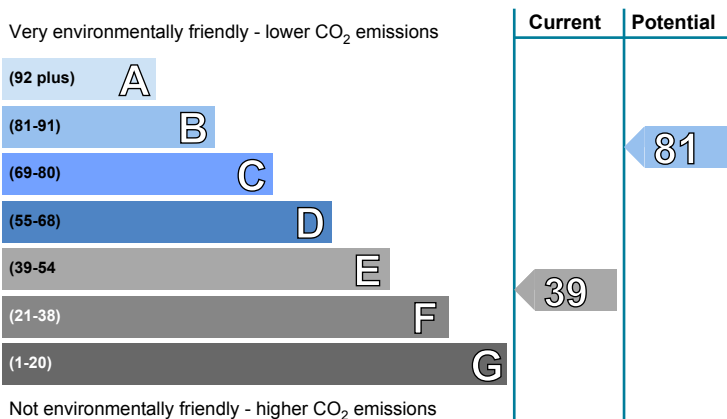 Current Potential
Very environmentally friendly - lower CO₂ emissions
(92 plus) A
(81-91) B
81
(69-80) C
(55-68) D
(39-54 E
39
(21-38) F
(1-20) G
Not environmentally friendly - higher CO₂ emissions